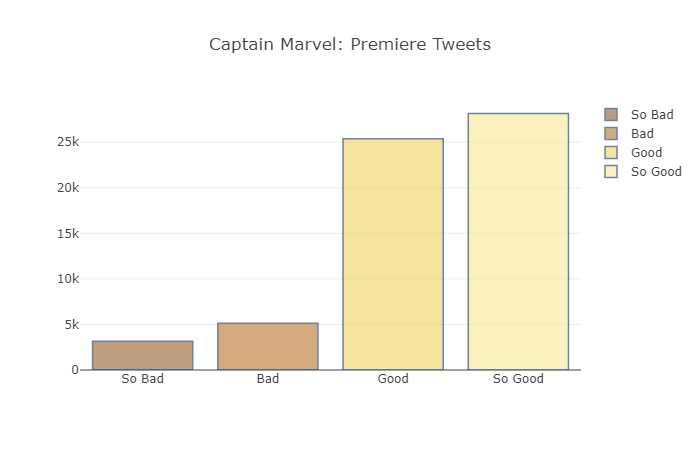 Captain Marvel: Premiere Tweets
So Bad
Bad
Good
So Good
25k
20k
15k
10k
5k
0
So Bad
Bad
Good
So Good